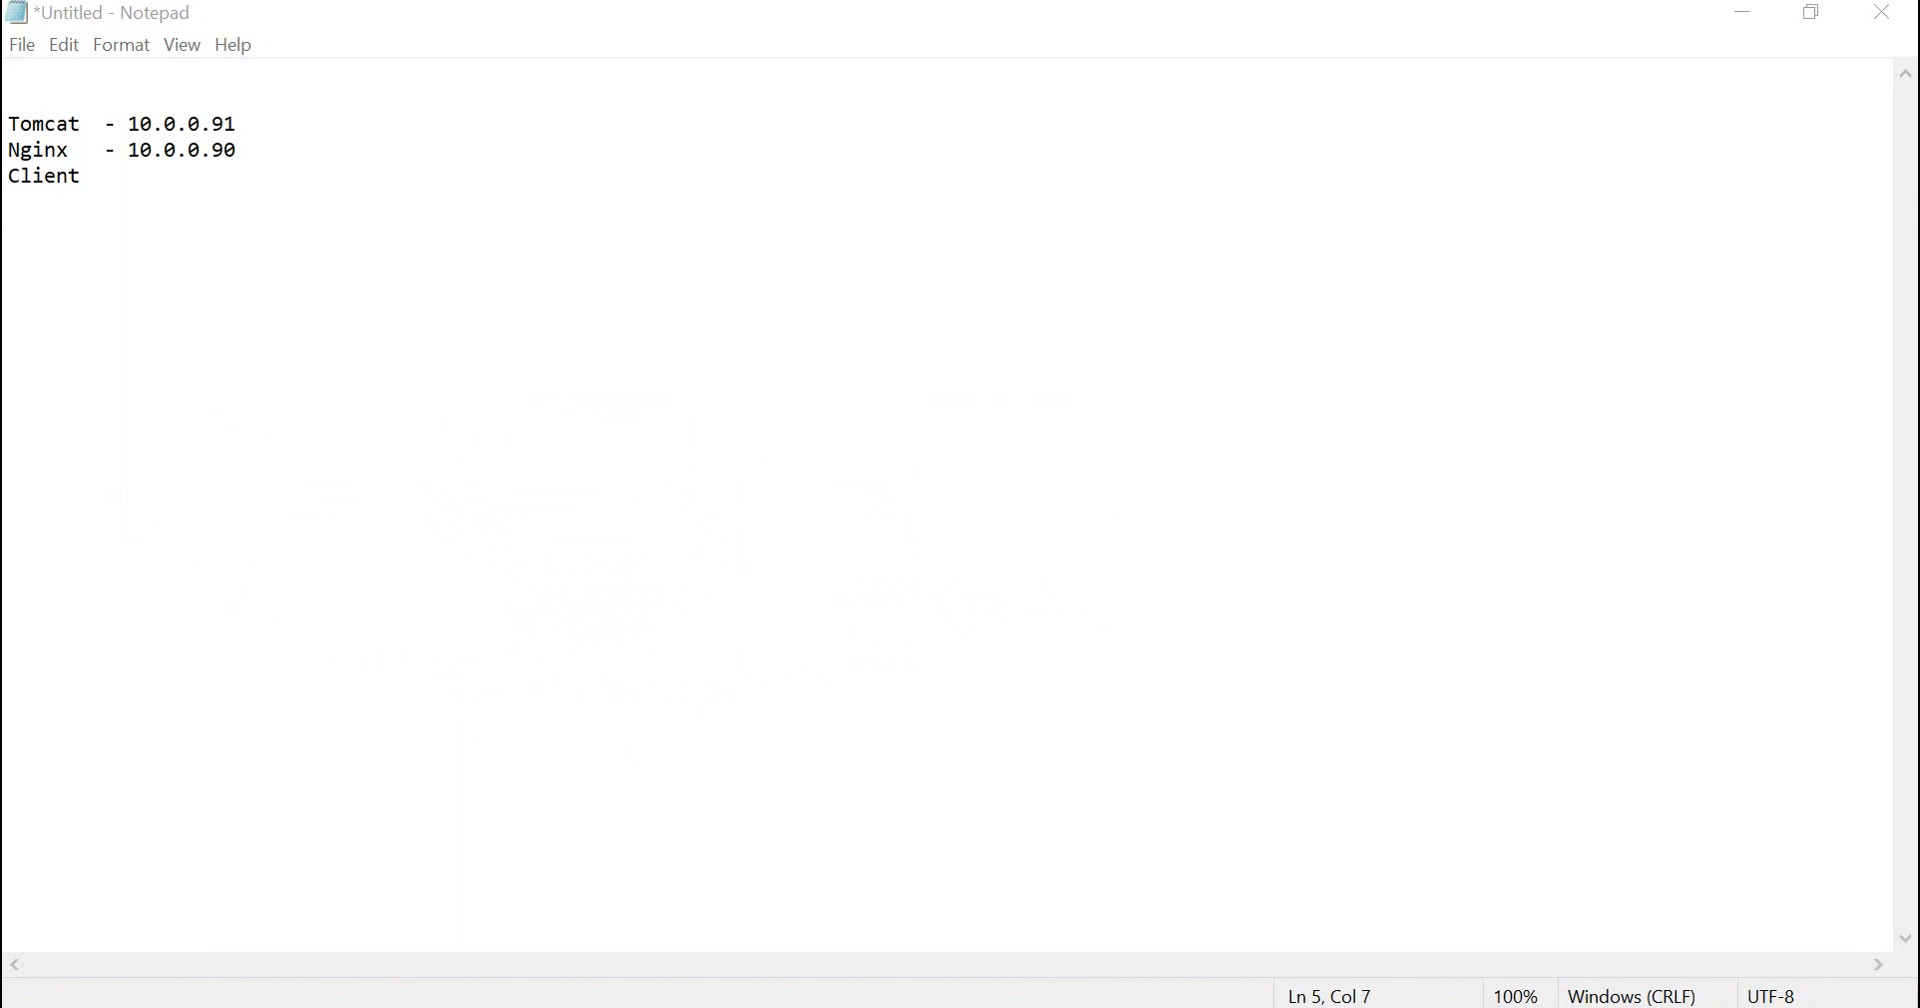 *Untitled - Notepad
File Edit Format View Help
Tomcat  - 10.0.0.91
Nginx   - 10.0.0.90
Client
Ln 5, Col 7 100% Windows (CRLF) UTF-8